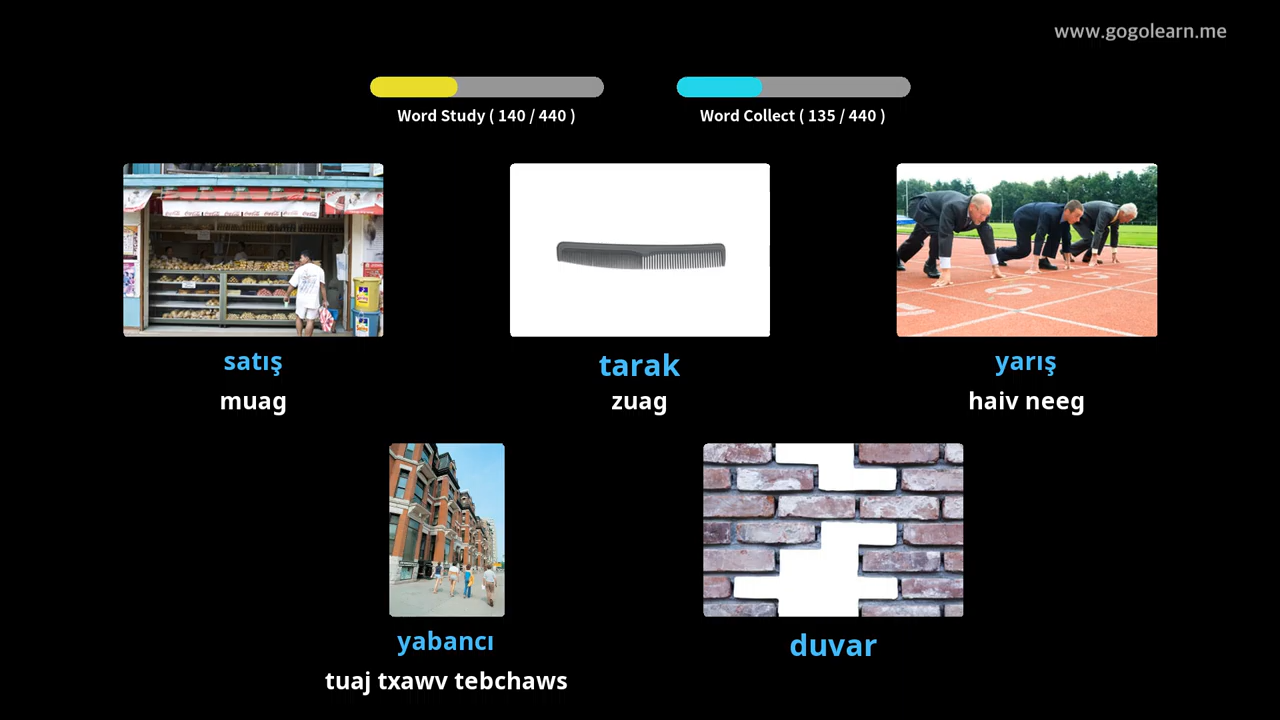 www.gogolearn.me
Word Study ( 140 / 440 )
Word Collect ( 135 / 440 )
satış
tarak
yarış
muag
zuag
haiv neeg
yabancı
duvar
tuaj txawv tebchaws